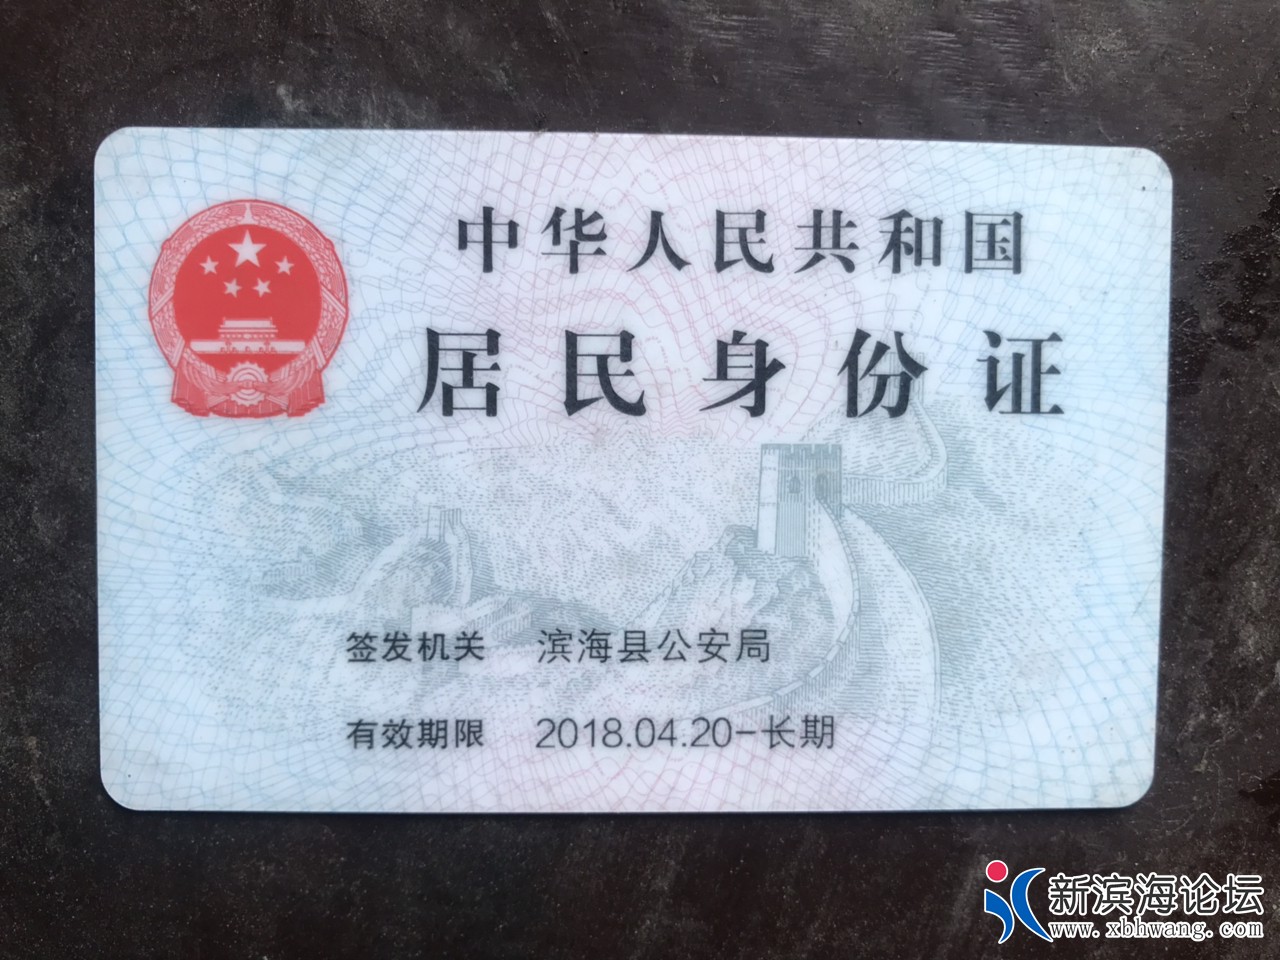 中华人民共和国
居民身份证
签发机关 滨海县公安局
有效期限 2018.04.20-长期
新滨海论坛
www.xbhwang.com